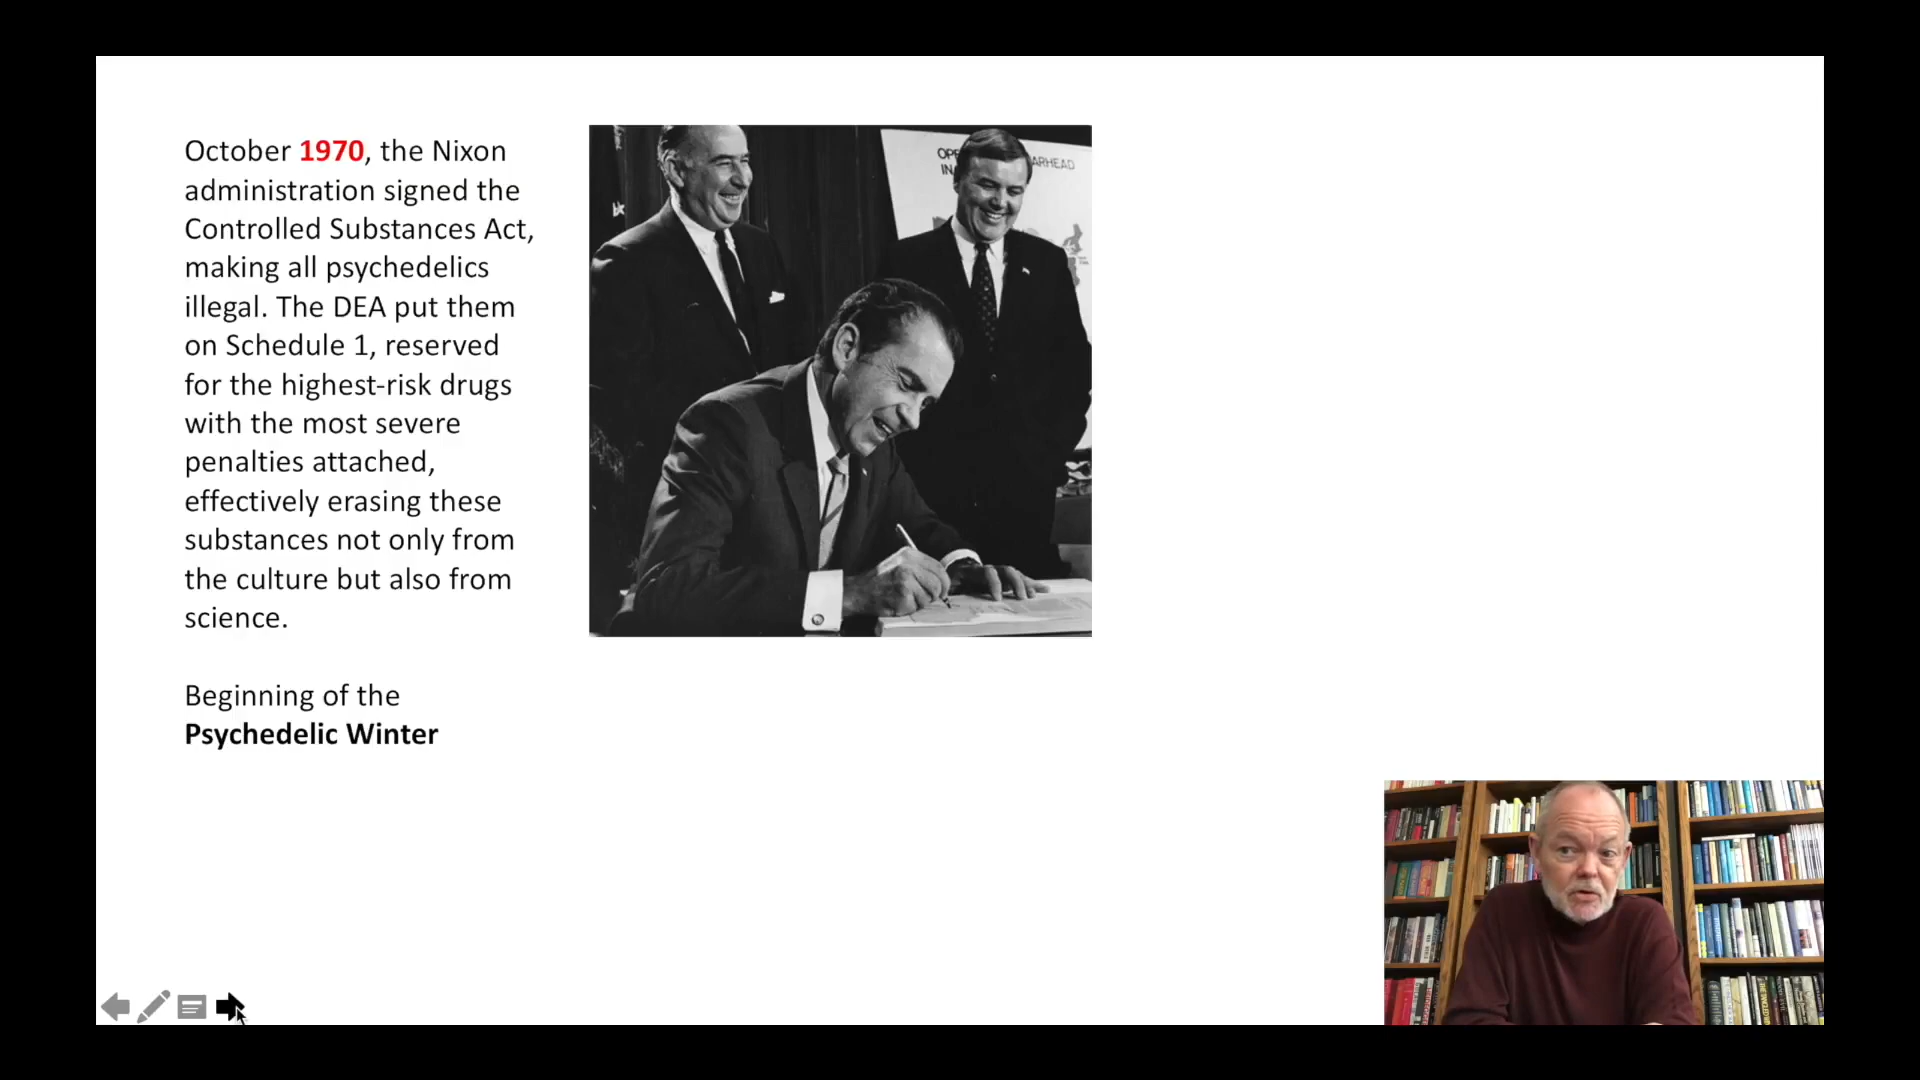 October 1970, the Nixon
administration signed the
Controlled Substances Act,
making all psychedelics
illegal. The DEA put them
on Schedule 1, reserved
for the highest-risk drugs
with the most severe
penalties attached,
effectively erasing these
substances not only from
the culture but also from
science.
Beginning of the
Psychedelic Winter